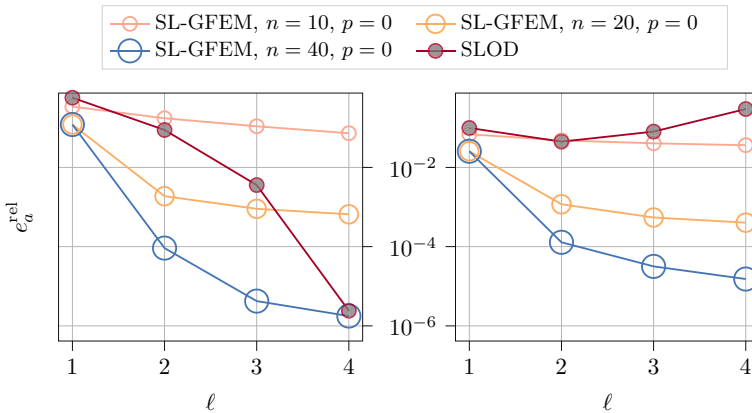 SL-GFEM, n = 10, p = 0
SL-GFEM, n = 20, p = 0
SL-GFEM, n = 40, p = 0
SLOD
e_a^rel
10^−2
10^−4
10^−6
1 2 3 4
1 2 3 4
ℓ
ℓ